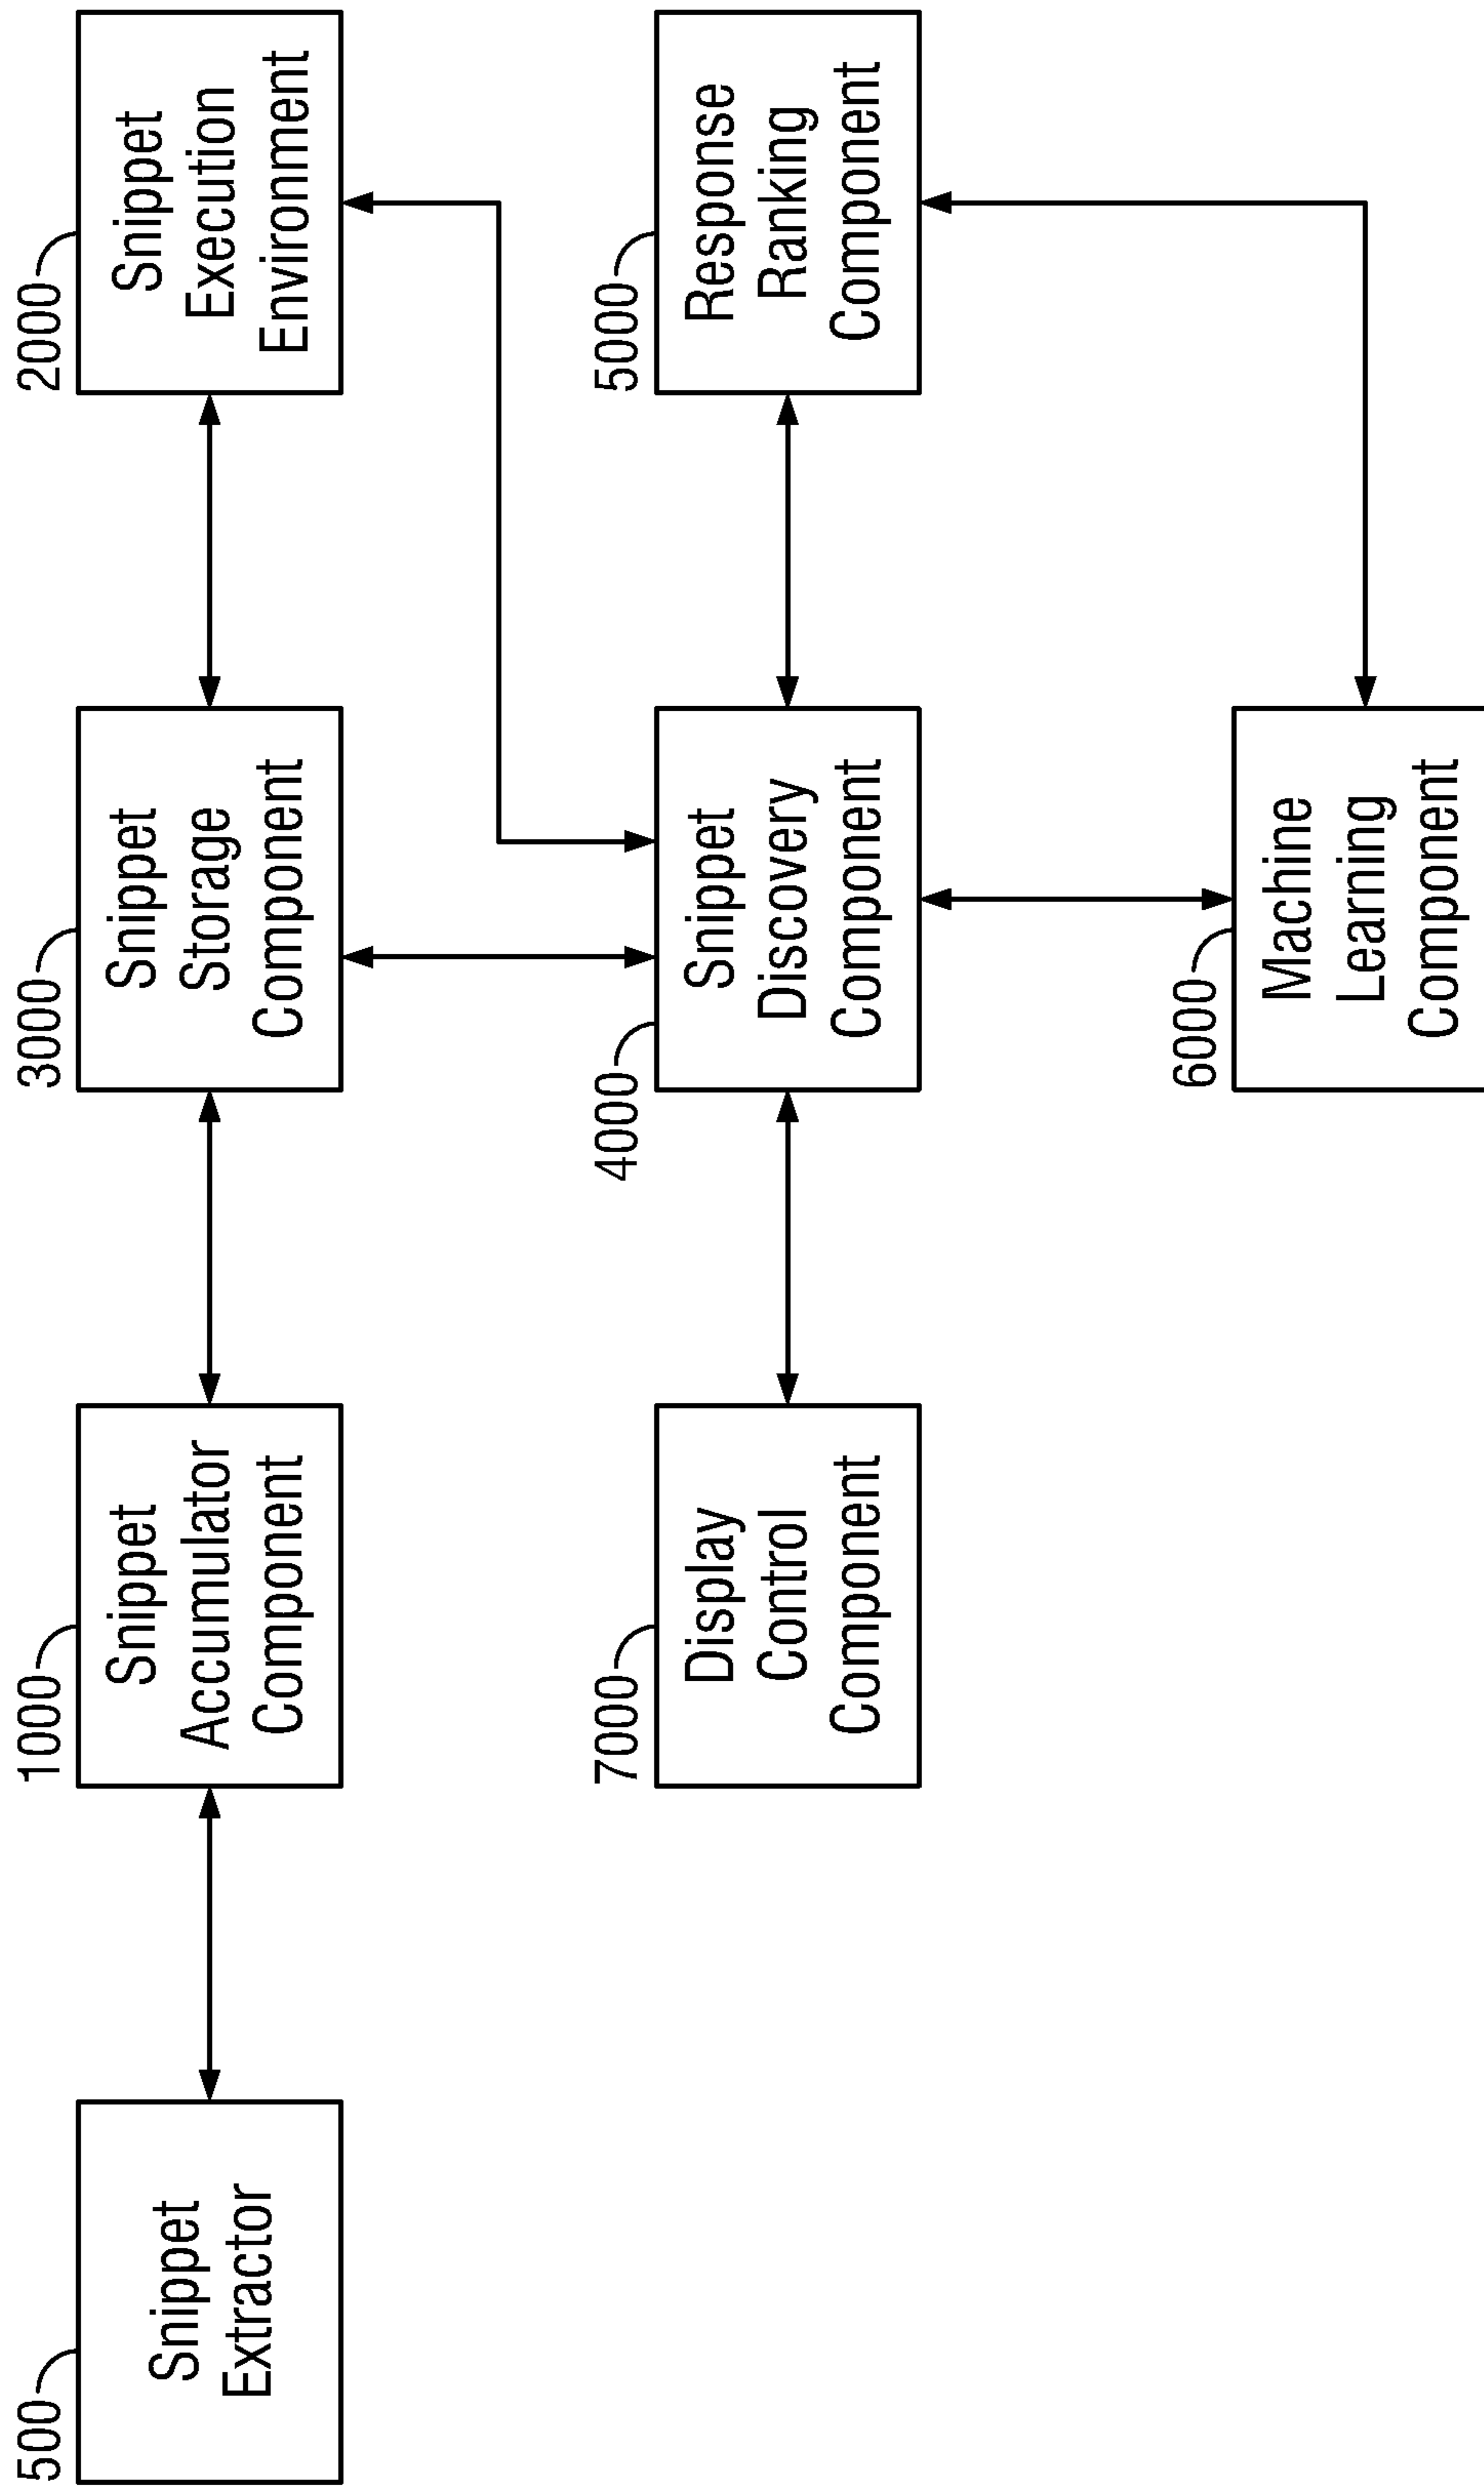 500
Snippet
Extractor
1000
Snippet
Accumulator
Component
3000
Snippet
Storage
Component
2000
Snippet
Execution
Environment
7000
Display
Control
Component
4000
Snippet
Discovery
Component
5000
Response
Ranking
Component
6000
Machine
Learning
Component